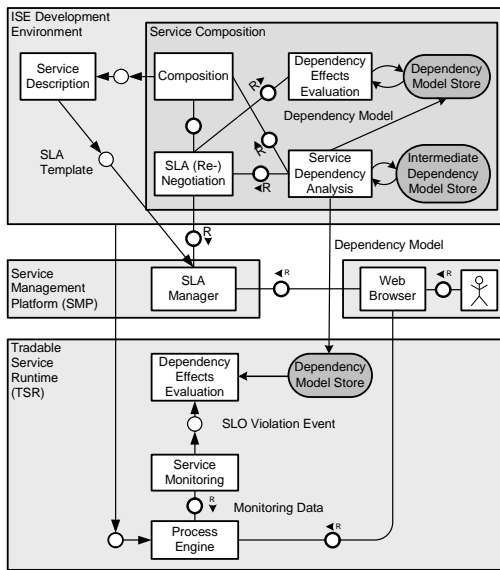 ISE Development
Environment
Service Composition
Service
Description
Composition
Dependency
Effects
Evaluation
Dependency
Model Store
R
Dependency Model
R
SLA
Template
SLA (Re-)
Negotiation
R
Service
Dependency
Analysis
Intermediate
Dependency
Model Store
R
Dependency Model
Service
Management
Platform (SMP)
SLA
Manager
R
Web
Browser
R
Tradable
Service
Runtime
(TSR)
Dependency
Effects
Evaluation
Dependency
Model Store
SLO Violation Event
Service
Monitoring
R
Monitoring Data
Process
Engine
R